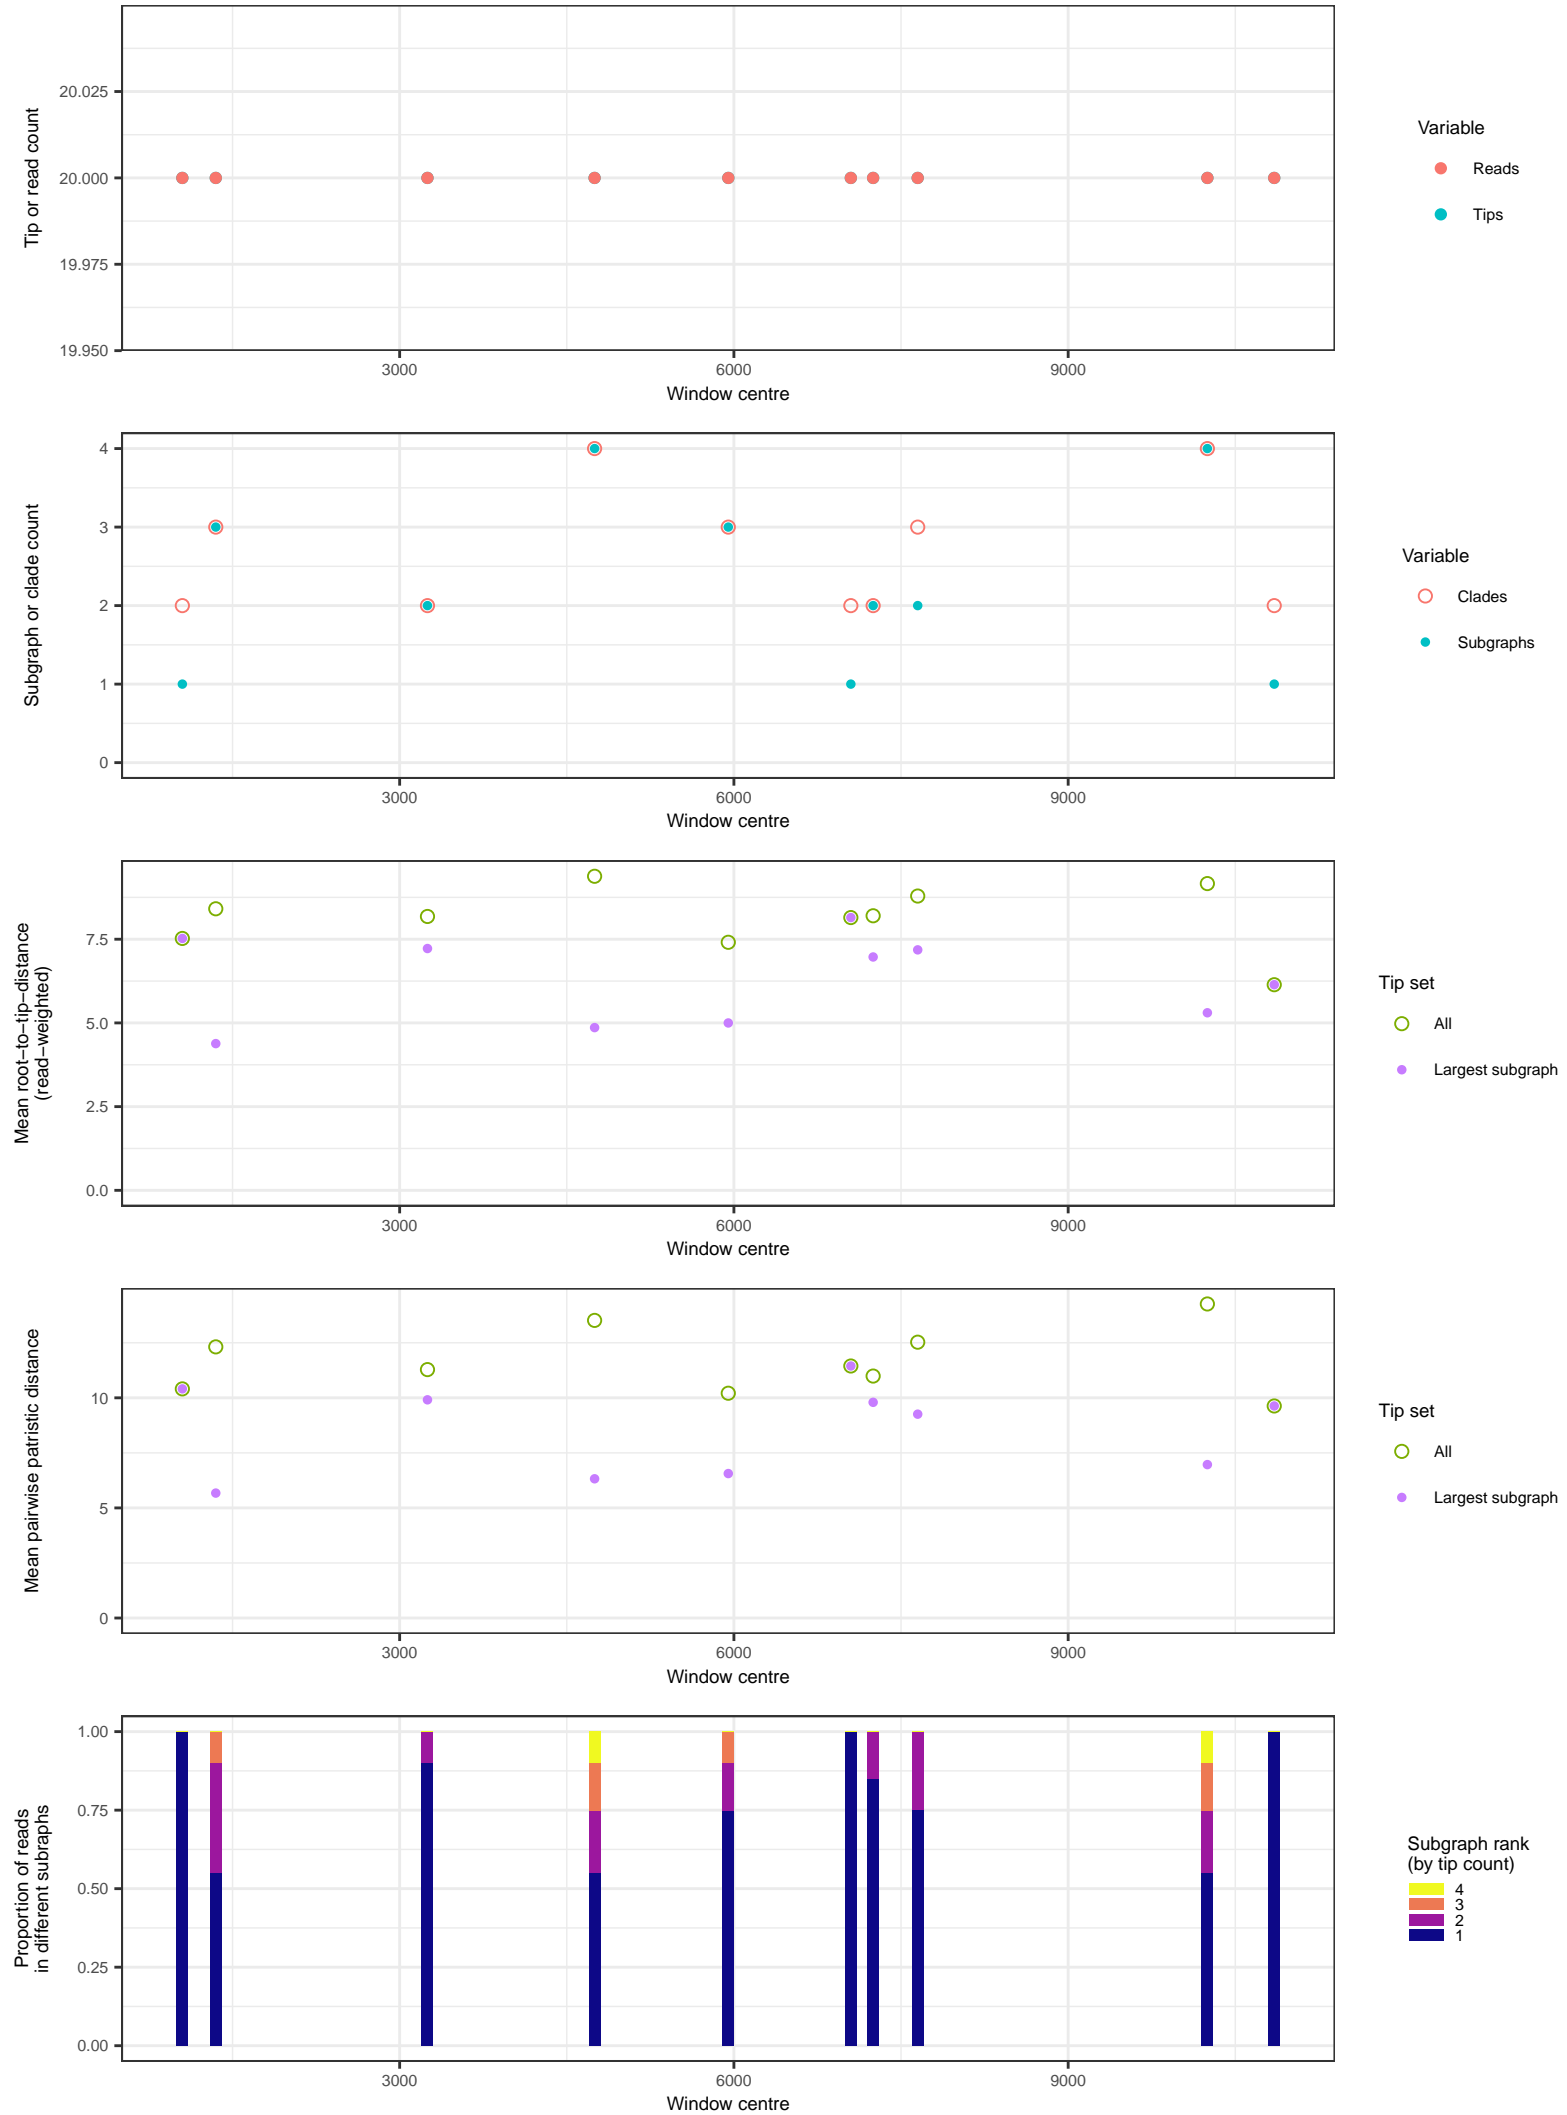 20.025
20.000
19.975
19.950
Tip or read count
3000 6000 9000
Window centre
Variable
Reads
Tips
4
3
2
1
0
Subgraph or clade count
3000 6000 9000
Window centre
Variable
Clades
Subgraphs
7.5
5.0
2.5
0.0
Mean root−to−tip−distance
(read−weighted)
3000 6000 9000
Window centre
Tip set
All
Largest subgraph
10
5
0
Mean pairwise patristic distance
3000 6000 9000
Window centre
Tip set
All
Largest subgraph
1.00
0.75
0.50
0.25
0.00
Proportion of reads
in different subraphs
3000 6000 9000
Window centre
Subgraph rank
(by tip count)
4
3
2
1